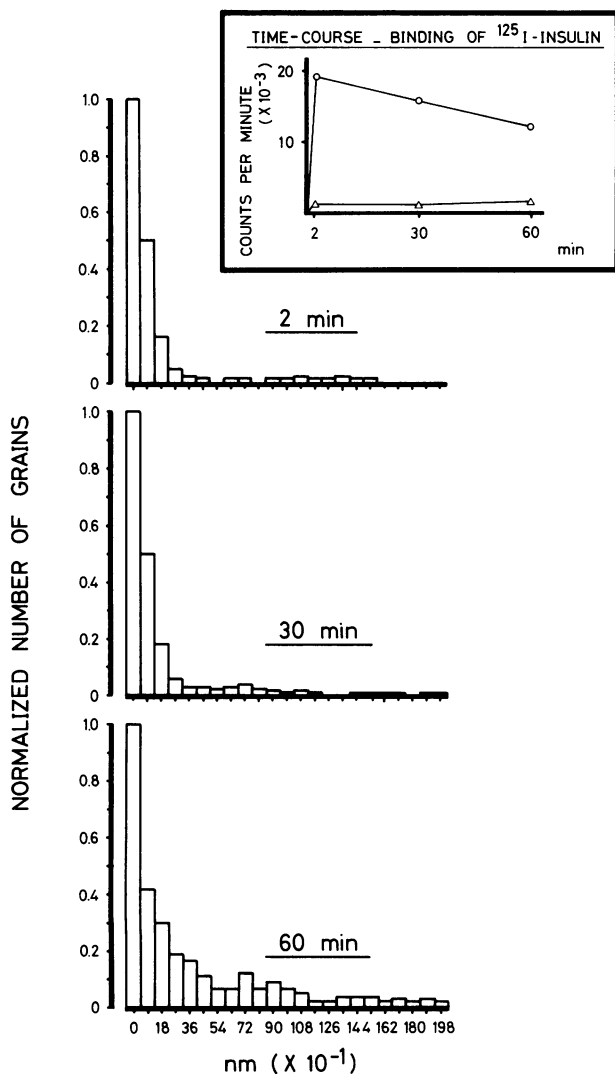 TIME-COURSE _ BINDING OF ¹²⁵I-INSULIN
COUNTS PER MINUTE
(X 10⁻³)
20
10
2 30 60
min
1.0
0.8
0.6
0.4
0.2
0
2 min
1.0
0.8
0.6
0.4
0.2
0
30 min
1.0
0.8
0.6
0.4
0.2
0
60 min
NORMALIZED NUMBER OF GRAINS
0 18 36 54 72 90 108 126 144 162 180 198
nm (X 10⁻¹)